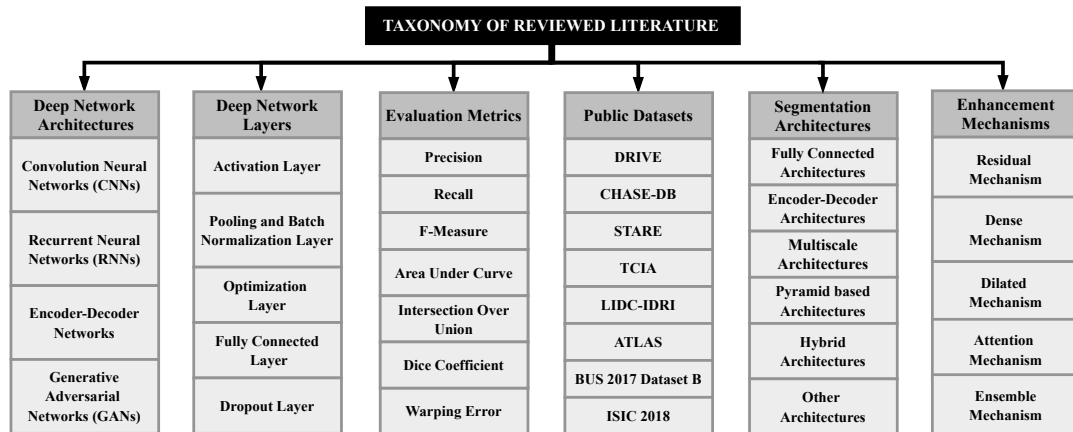 TAXONOMY OF REVIEWED LITERATURE
Deep Network
Architectures
Convolution Neural
Networks (CNNs)
Recurrent Neural
Networks (RNNs)
Encoder-Decoder
Networks
Generative
Adversarial
Networks (GANs)
Deep Network
Layers
Activation Layer
Pooling and Batch
Normalization Layer
Optimization
Layer
Fully Connected
Layer
Dropout Layer
Evaluation Metrics
Precision
Recall
F-Measure
Area Under Curve
Intersection Over
Union
Dice Coefficient
Warping Error
Public Datasets
DRIVE
CHASE-DB
STARE
TCIA
LIDC-IDRI
ATLAS
BUS 2017 Dataset B
ISIC 2018
Segmentation
Architectures
Fully Connected
Architectures
Encoder-Decoder
Architectures
Multiscale
Architectures
Pyramid based
Architectures
Hybrid
Architectures
Other
Architectures
Enhancement
Mechanisms
Residual
Mechanism
Dense
Mechanism
Dilated
Mechanism
Attention
Mechanism
Ensemble
Mechanism